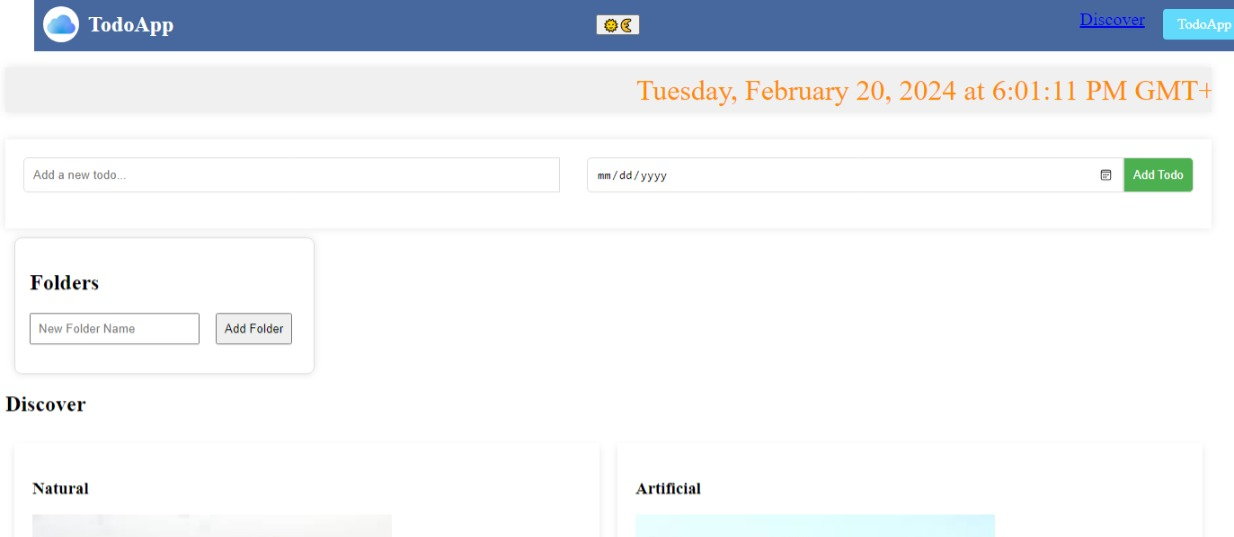 TodoApp
Discover
TodoApp
Tuesday, February 20, 2024 at 6:01:11 PM GMT+
Add a new todo...
mm/dd/yyyy
Add Todo
Folders
New Folder Name
Add Folder
Discover
Natural
Artificial